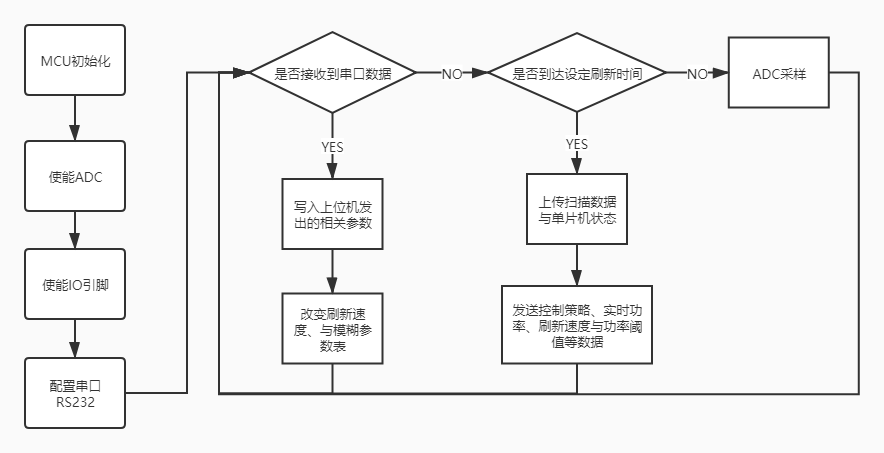 MCU初始化
使能ADC
使能IO引脚
配置串口
RS232
是否接收到串口数据
NO
是否到达设定刷新时间
NO
ADC采样
YES
写入上位机发
出的相关参数
改变刷新速
度、与模糊参
数表
YES
上传扫描数据
与单片机状态
发送控制策略、实时功
率、刷新速度与功率阈
值等数据